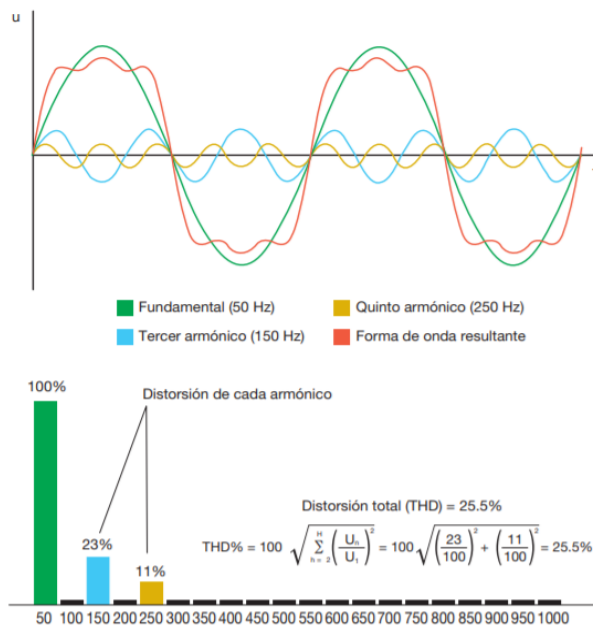 u
Fundamental (50 Hz)
Quinto armónico (250 Hz)
Tercer armónico (150 Hz)
Forma de onda resultante
100%
Distorsión de cada armónico
23%
11%
Distorsión total (THD) = 25.5%
THD% = 100 √ H Σ h = 2 (Un/U1)² = 100 √ (23/100)² + (11/100)² = 25.5%
50 100 150 200 250 300 350 400 450 500 550 600 650 700 750 800 850 900 950 1000